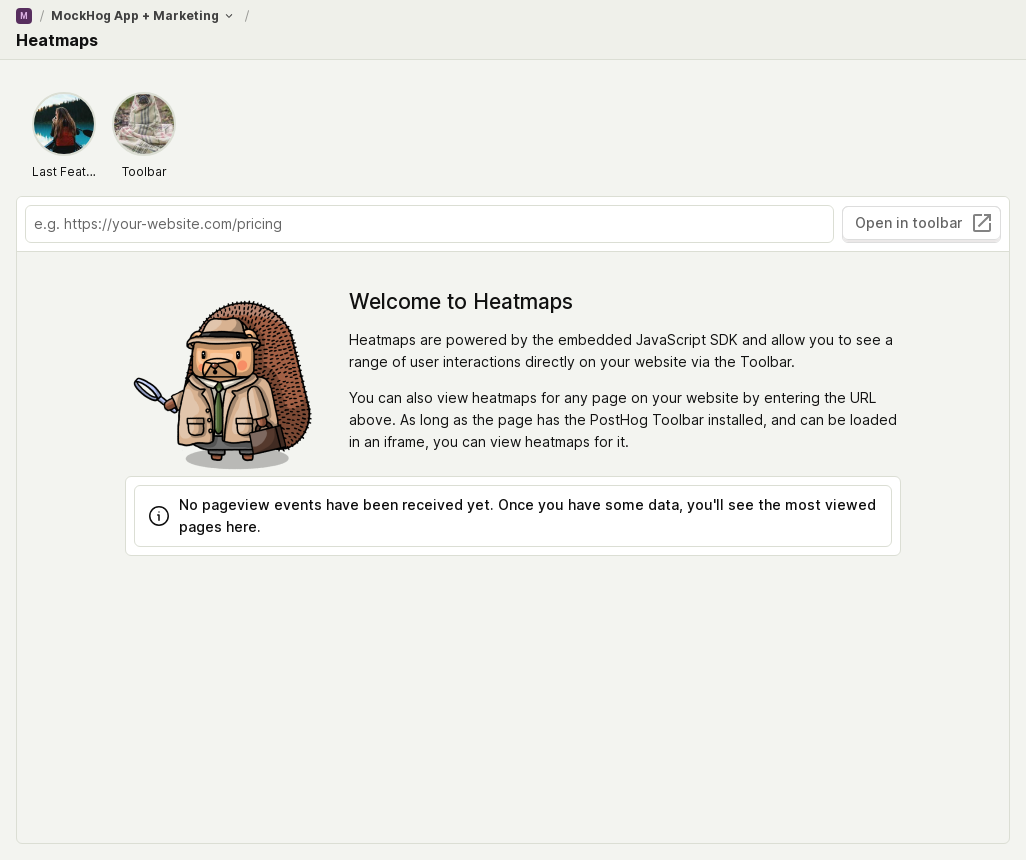 M / MockHog App + Marketing /
Heatmaps
Last Feat... Toolbar
e.g. https://your-website.com/pricing Open in toolbar
Welcome to Heatmaps
Heatmaps are powered by the embedded JavaScript SDK and allow you to see a
range of user interactions directly on your website via the Toolbar.
You can also view heatmaps for any page on your website by entering the URL
above. As long as the page has the PostHog Toolbar installed, and can be loaded
in an iframe, you can view heatmaps for it.
No pageview events have been received yet. Once you have some data, you'll see the most viewed
pages here.